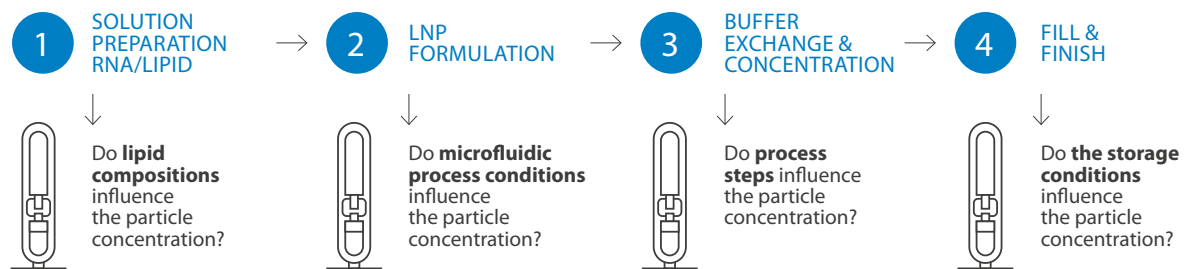 1
SOLUTION
PREPARATION
RNA/LIPID
2
LNP
FORMULATION
3
BUFFER
EXCHANGE &
CONCENTRATION
4
FILL &
FINISH
Do lipid
compositions
influence
the particle
concentration?
Do microfluidic
process conditions
influence
the particle
concentration?
Do process
steps influence
the particle
concentration?
Do the storage
conditions
influence
the particle
concentration?